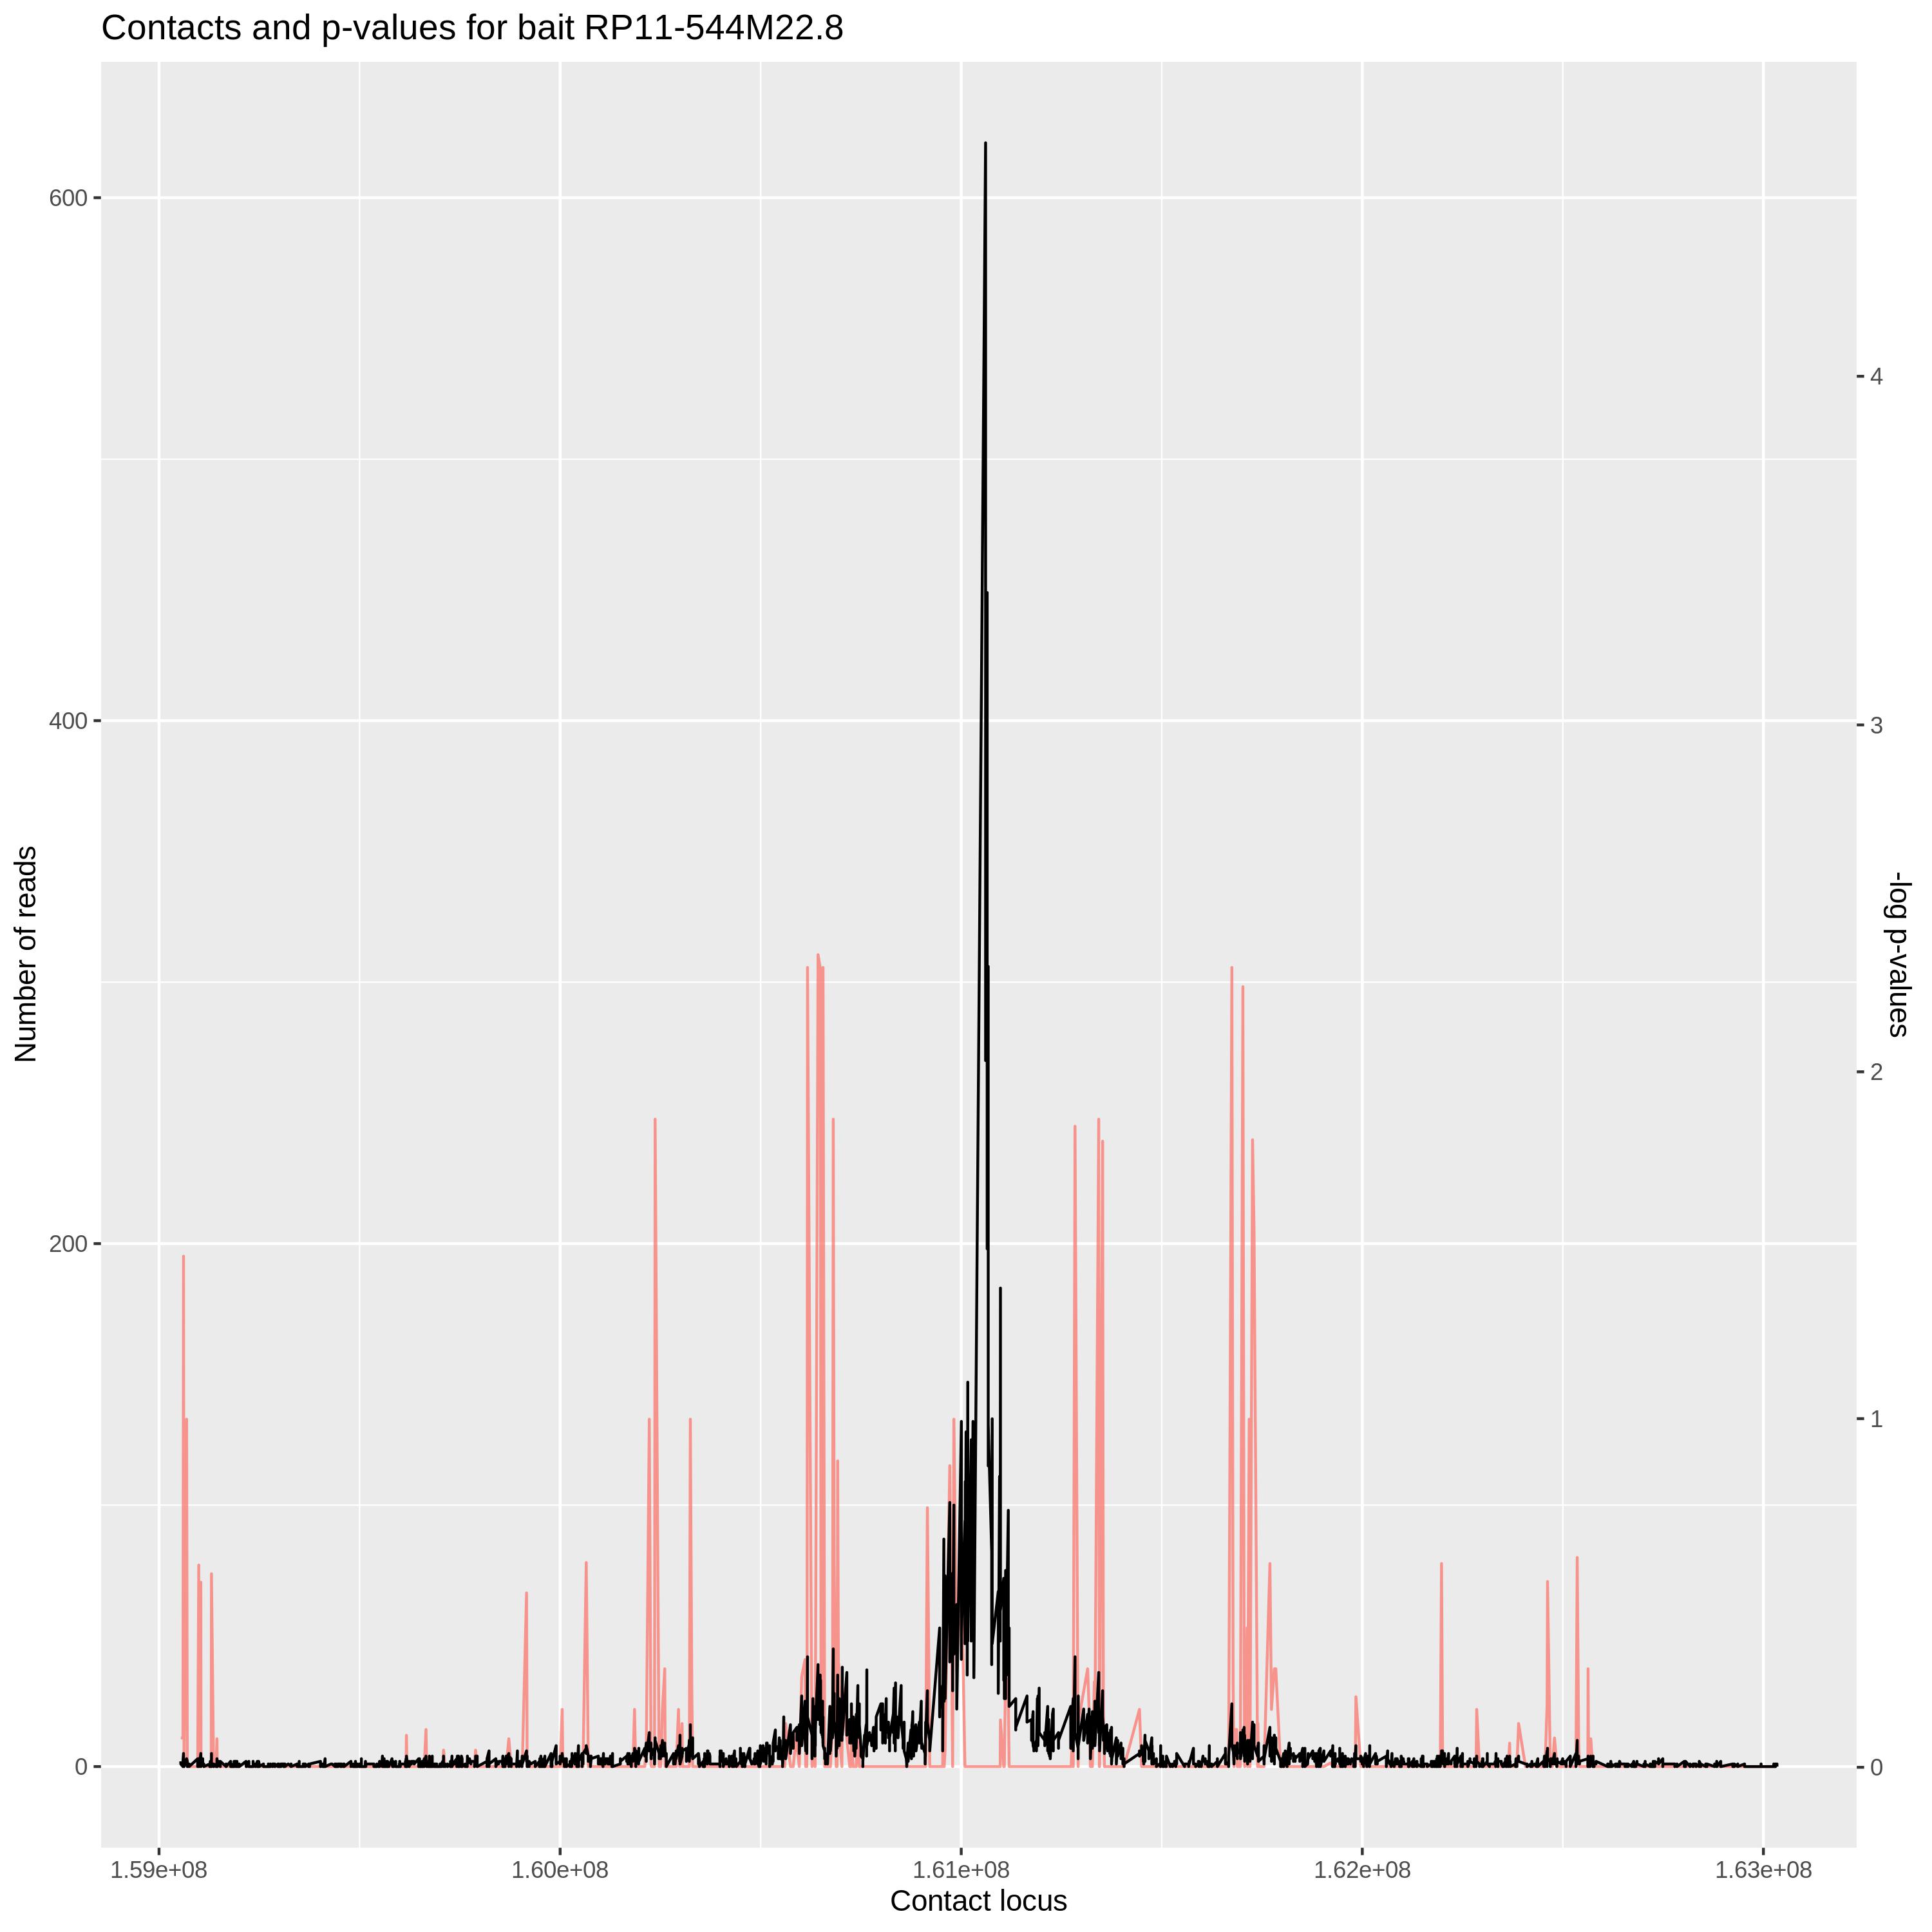 Contacts and p-values for bait RP11-544M22.8
Number of reads
600
400
200
0
-log p-values
4
3
2
1
0
1.59e+08
1.60e+08
1.61e+08
1.62e+08
1.63e+08
Contact locus